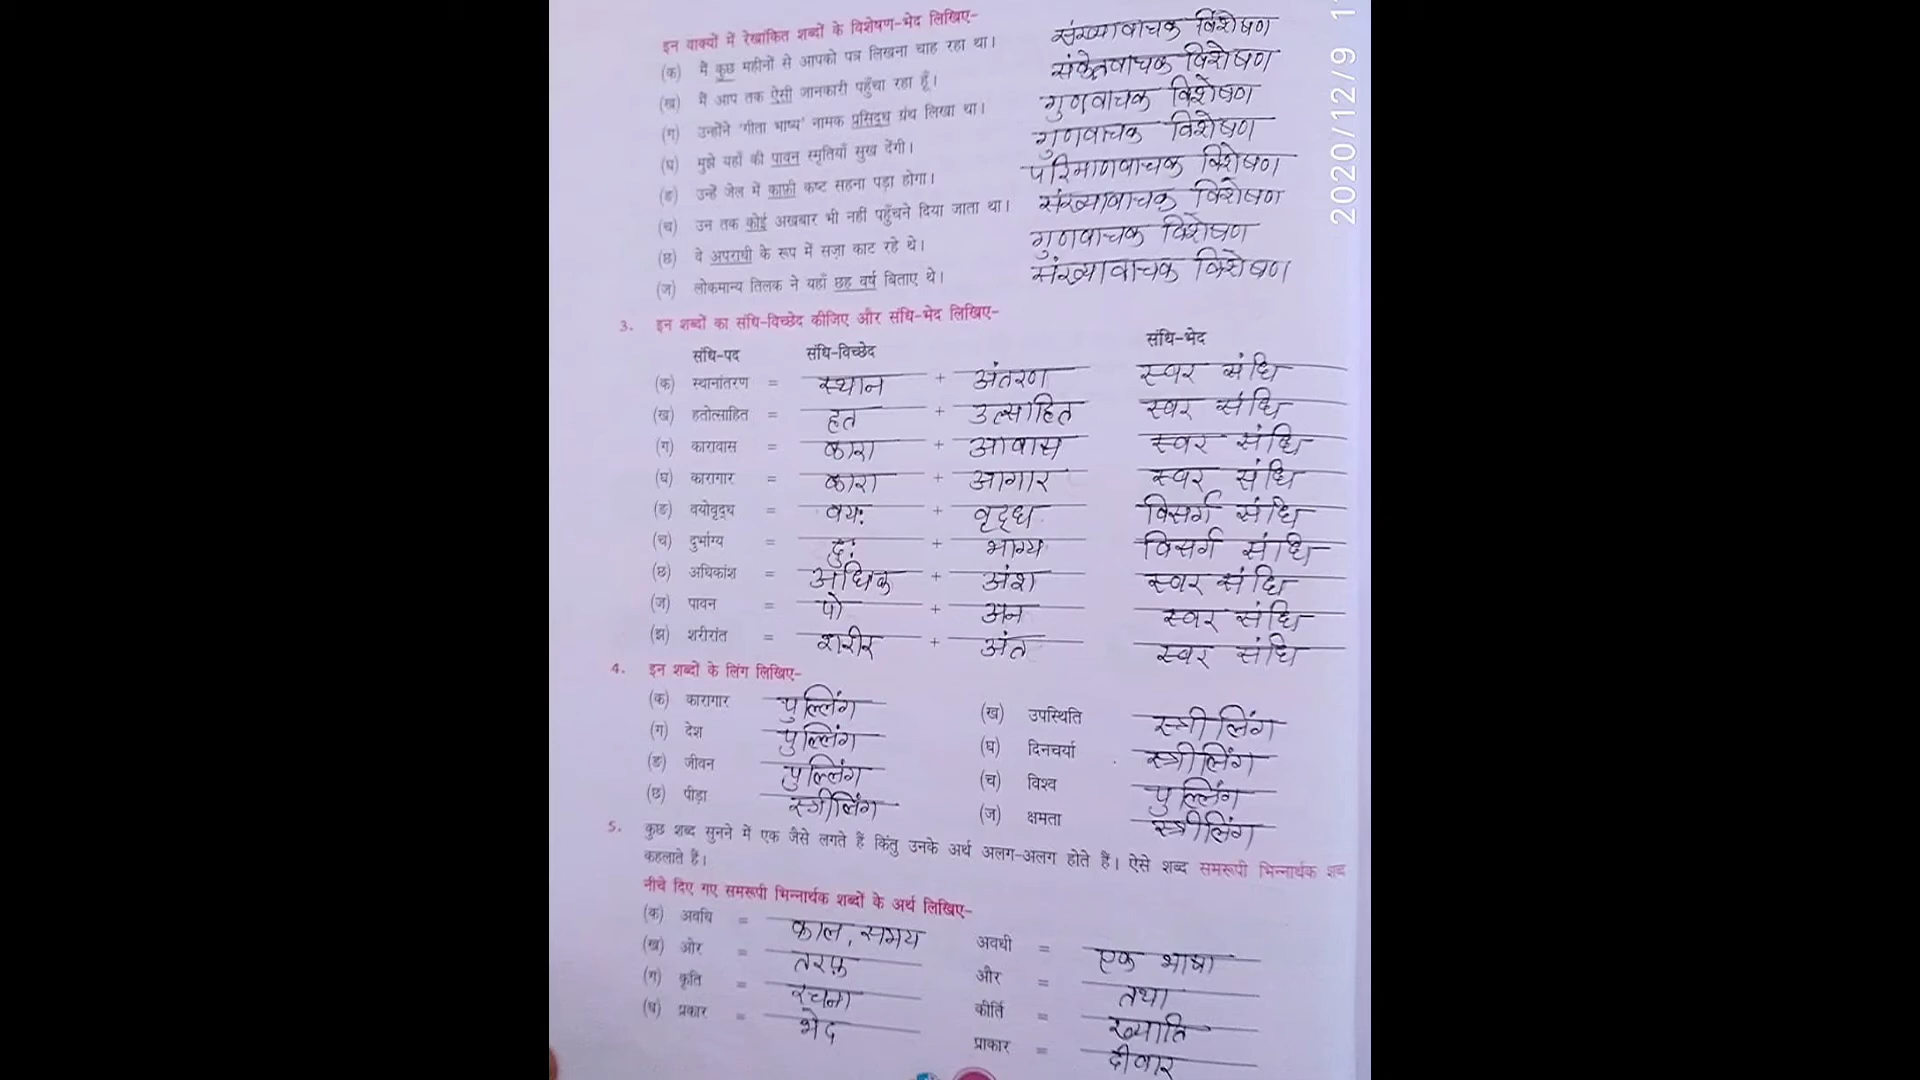 इन वाक्यों में रेखांकित शब्दों के विशेषण-भेद लिखिए-
(क) मैं कुछ महीनों से आपको पत्र लिखना चाह रहा था। संख्यावाचक विशेषण
(ख) मैं आप तक ऐसी जानकारी पहुँचा रहा हूँ। संकेतवाचक विशेषण
(ग) उन्होंने 'गीता भाष्य' नामक प्रसिद्ध ग्रंथ लिखा था। गुणवाचक विशेषण
(घ) मुझे यहाँ की पावन स्मृतियाँ सुख देंगी। गुणवाचक विशेषण
(ङ) उन्हें जेल में काफ़ी कष्ट सहना पड़ा होगा। परिमाणवाचक विशेषण
(च) उन तक कोई अखबार भी नहीं पहुँचने दिया जाता था। संख्यावाचक विशेषण
(छ) वे अपराधी के रूप में सज़ा काट रहे थे। गुणवाचक विशेषण
(ज) लोकमान्य तिलक ने यहाँ छह वर्ष बिताए थे। संख्यावाचक विशेषण
3. इन शब्दों का संधि-विच्छेद कीजिए और संधि-भेद लिखिए-
संधि-पद संधि-विच्छेद संधि-भेद
(क) स्थानांतरण = स्थान + अंतरण स्वर संधि
(ख) हतोत्साहित = हत + उत्साहित स्वर संधि
(ग) कारावास = कारा + आवास स्वर संधि
(घ) कारागार = कारा + आगार स्वर संधि
(ङ) वयोवृद्ध = वय: + वृद्ध विसर्ग संधि
(च) दुर्भाग्य = दु: + भाग्य विसर्ग संधि
(छ) अधिकांश = अधिक + अंश स्वर संधि
(ज) पावन = पो + अन स्वर संधि
(झ) शरीरांत = शरीर + अंत स्वर संधि
4. इन शब्दों के लिंग लिखिए-
(क) कारागार पुल्लिंग (ख) उपस्थिति स्त्रीलिंग
(ग) देश पुल्लिंग (घ) दिनचर्या स्त्रीलिंग
(ङ) जीवन पुल्लिंग (च) विश्व पुल्लिंग
(छ) पीड़ा स्त्रीलिंग (ज) क्षमता स्त्रीलिंग
5. कुछ शब्द सुनने में एक जैसे लगते हैं किंतु उनके अर्थ अलग-अलग होते हैं। ऐसे शब्द समरूपी भिन्नार्थक शब्द
कहलाते हैं।
नीचे दिए गए समरूपी भिन्नार्थक शब्दों के अर्थ लिखिए-
(क) अवधि = काल, समय अवधी = एक भाषा
(ख) ओर = तरफ़ और = तथा
(ग) कृति = रचना कीर्ति = ख्याति
(घ) प्रकार = भेद प्राकार = दीवार